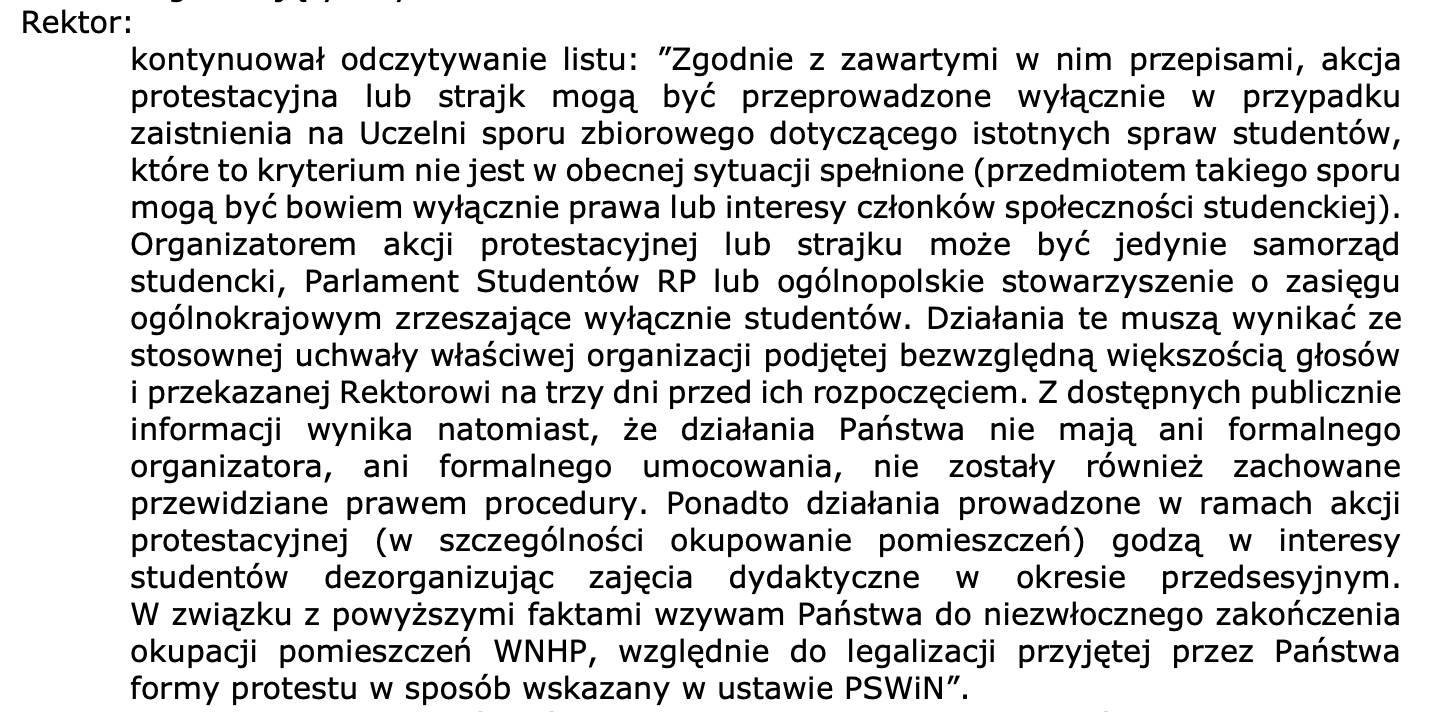 Rektor:
kontynuował odczytywanie listu: ”Zgodnie z zawartymi w nim przepisami, akcja
protestacyjna lub strajk mogą być przeprowadzone wyłącznie w przypadku
zaistnienia na Uczelni sporu zbiorowego dotyczącego istotnych spraw studentów,
które to kryterium nie jest w obecnej sytuacji spełnione (przedmiotem takiego sporu
mogą być bowiem wyłącznie prawa lub interesy członków społeczności studenckiej).
Organizatorem akcji protestacyjnej lub strajku może być jedynie samorząd
studencki, Parlament Studentów RP lub ogólnopolskie stowarzyszenie o zasięgu
ogólnokrajowym zrzeszające wyłącznie studentów. Działania te muszą wynikać ze
stosownej uchwały właściwej organizacji podjętej bezwzględną większością głosów
i przekazanej Rektorowi na trzy dni przed ich rozpoczęciem. Z dostępnych publicznie
informacji wynika natomiast, że działania Państwa nie mają ani formalnego
organizatora, ani formalnego umocowania, nie zostały również zachowane
przewidziane prawem procedury. Ponadto działania prowadzone w ramach akcji
protestacyjnej (w szczególności okupowanie pomieszczeń) godzą w interesy
studentów dezorganizując zajęcia dydaktyczne w okresie przedsesyjnym.
W związku z powyższymi faktami wzywam Państwa do niezwłocznego zakończenia
okupacji pomieszczeń WNHP, względnie do legalizacji przyjętej przez Państwa
formy protestu w sposób wskazany w ustawie PSWiN”.